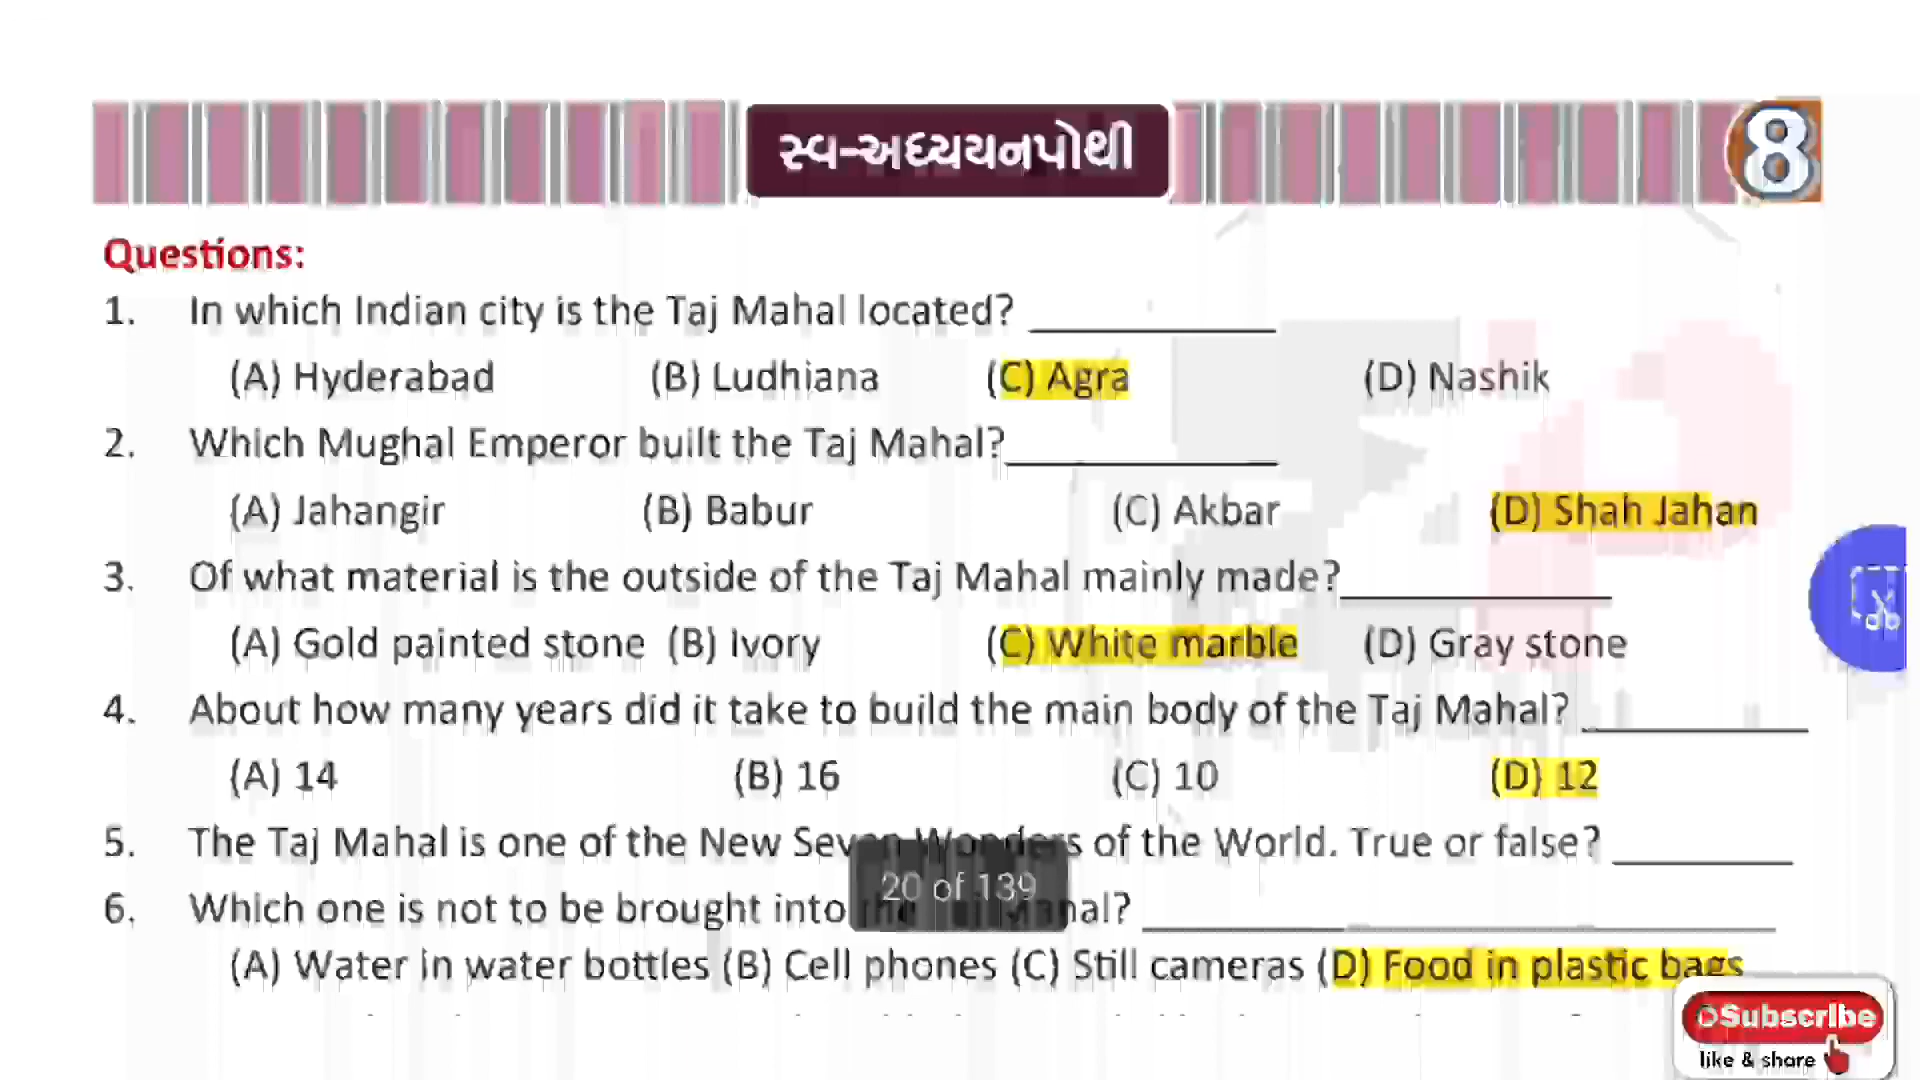 સ્વ-અધ્યયનપોથી 8
Questions:
1. In which Indian city is the Taj Mahal located? ____________
(A) Hyderabad (B) Ludhiana (C) Agra (D) Nashik
2. Which Mughal Emperor built the Taj Mahal?____________
(A) Jahangir (B) Babur (C) Akbar (D) Shah Jahan
3. Of what material is the outside of the Taj Mahal mainly made?____________
(A) Gold painted stone (B) Ivory (C) White marble (D) Gray stone
4. About how many years did it take to build the main body of the Taj Mahal? ____________
(A) 14 (B) 16 (C) 10 (D) 12
5. The Taj Mahal is one of the New Seven Wonders of the World. True or false? ____________
20 of 139
6. Which one is not to be brought into the Taj Mahal? ____________
(A) Water in water bottles (B) Cell phones (C) Still cameras (D) Food in plastic bags
Subscribe
like & share